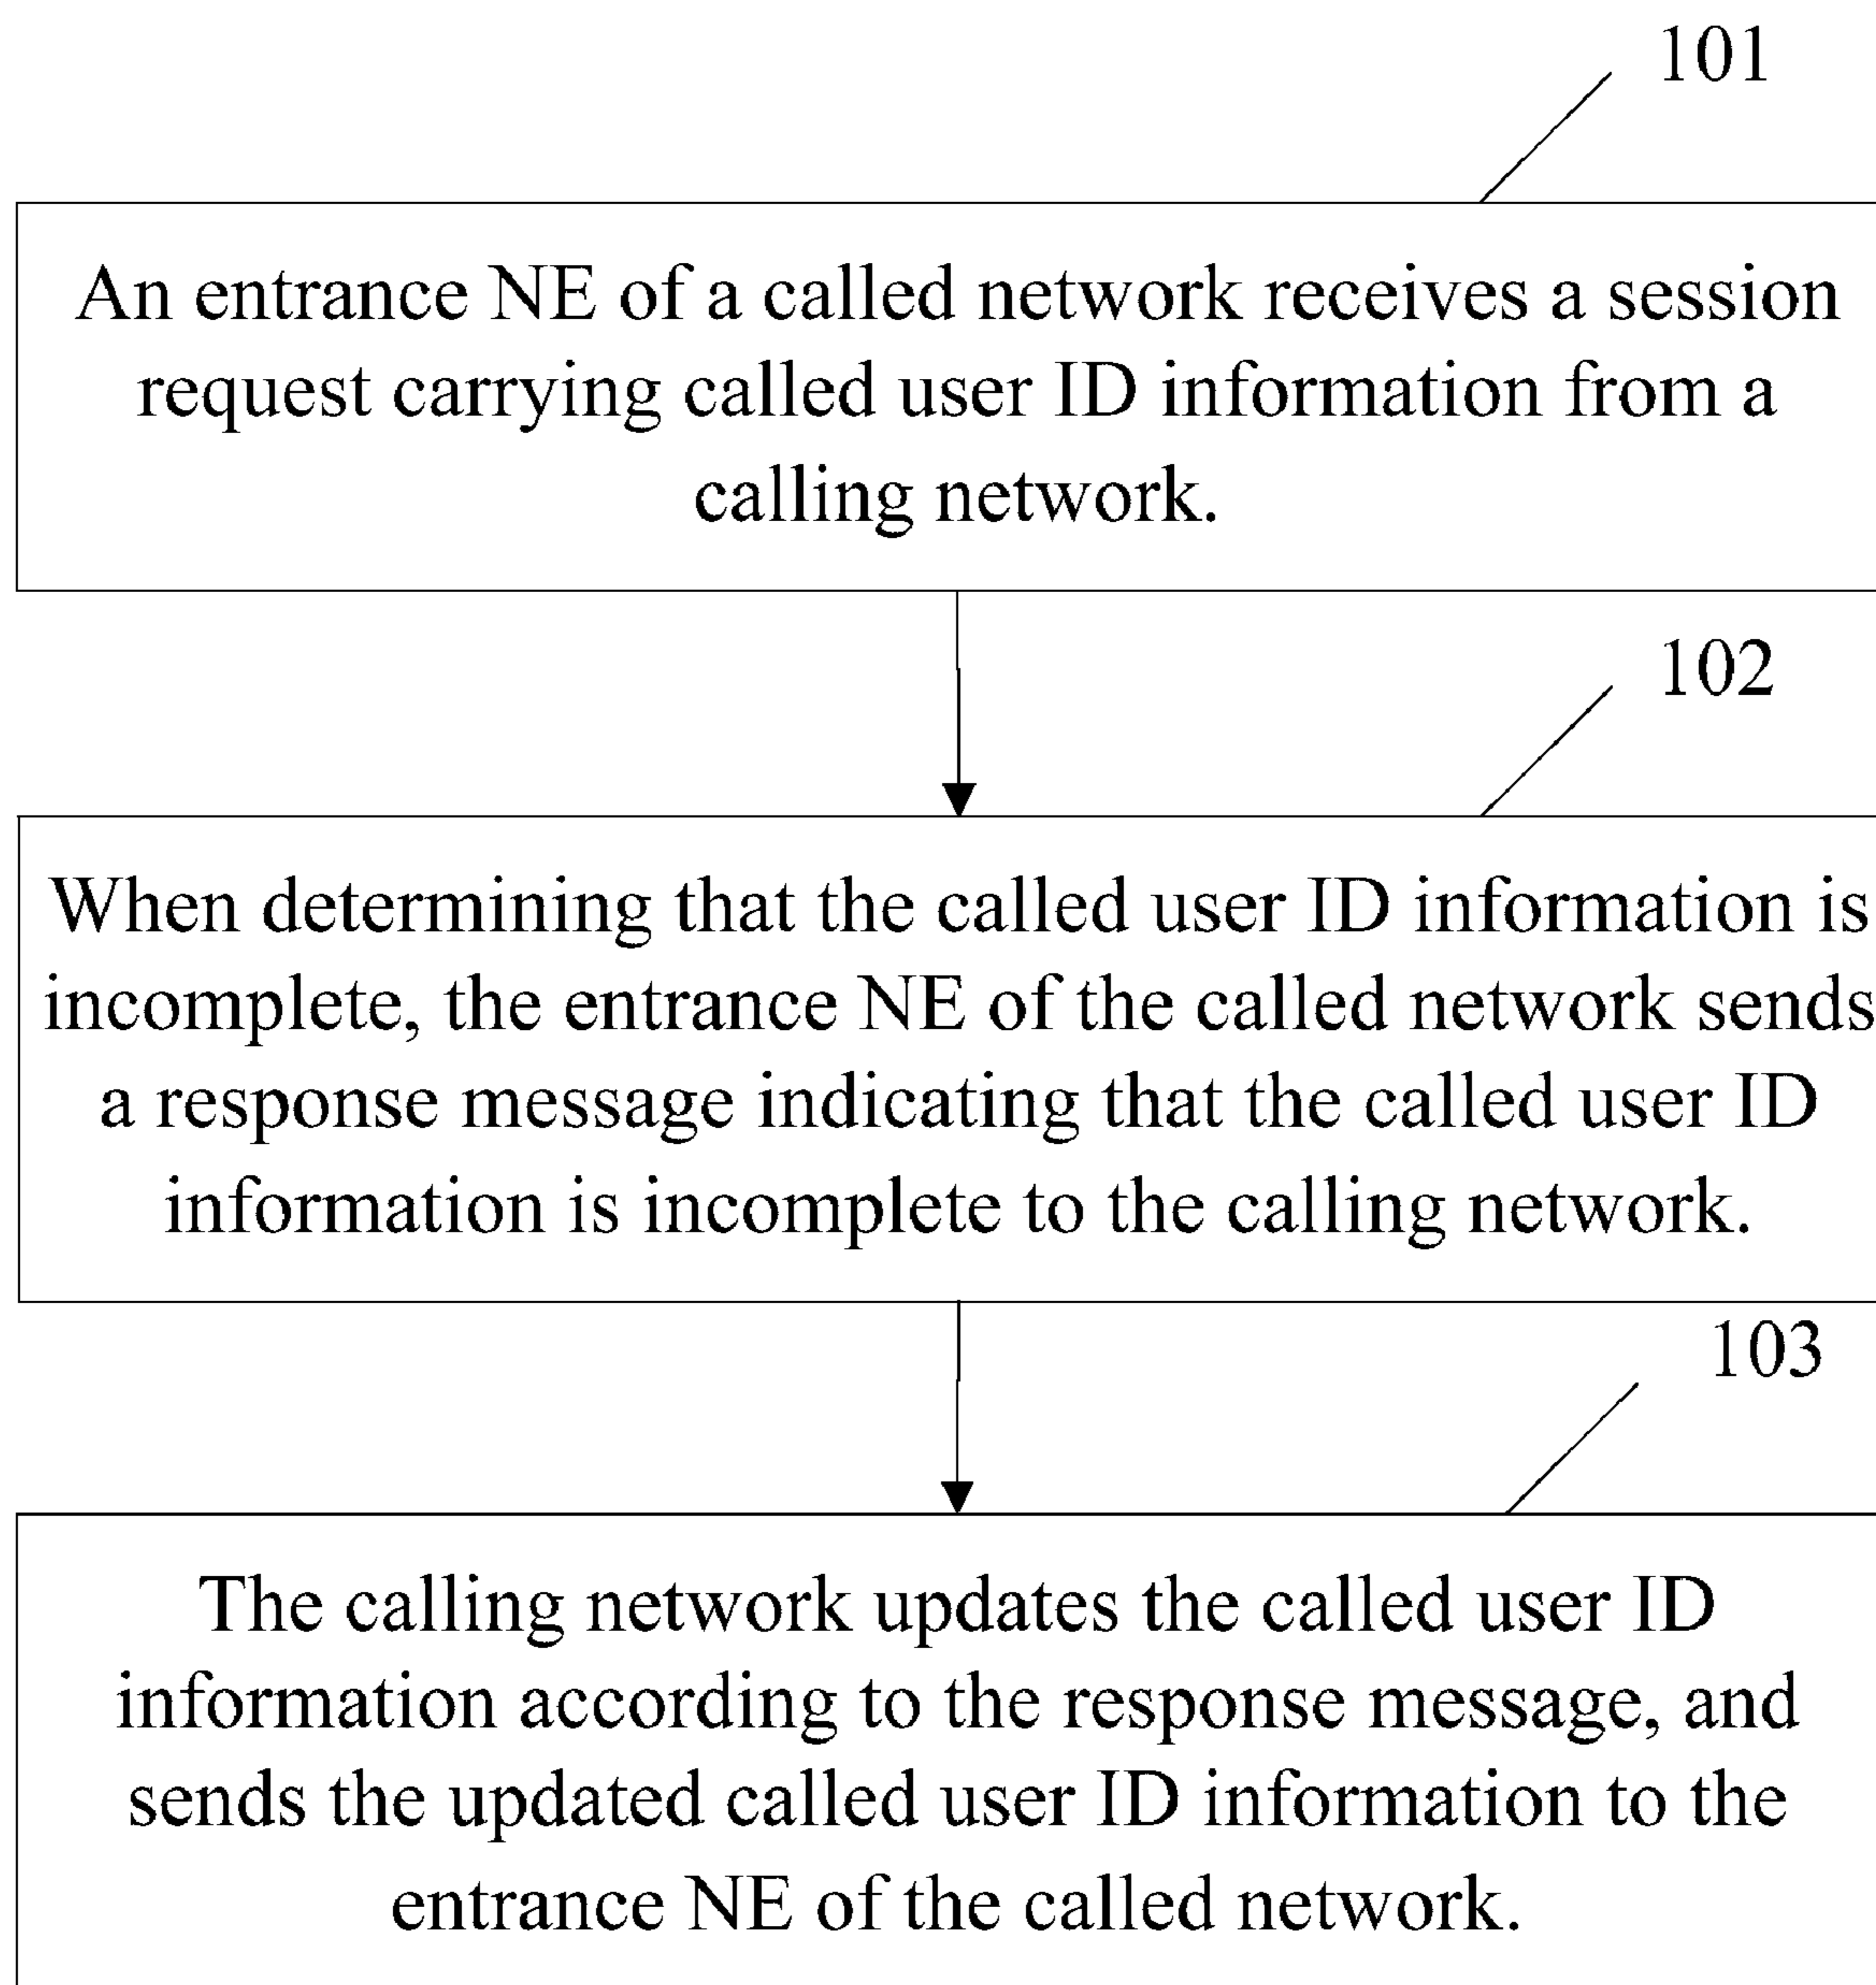 101
An entrance NE of a called network receives a session
request carrying called user ID information from a
calling network.
102
When determining that the called user ID information is
incomplete, the entrance NE of the called network sends
a response message indicating that the called user ID
information is incomplete to the calling network.
103
The calling network updates the called user ID
information according to the response message, and
sends the updated called user ID information to the
entrance NE of the called network.